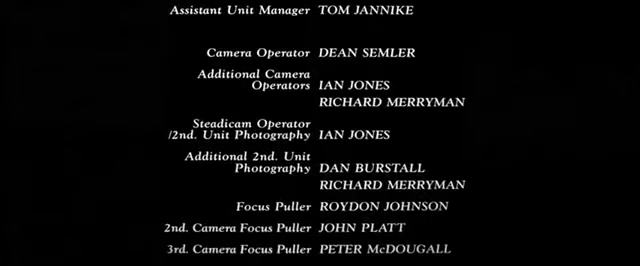 Assistant Unit Manager TOM JANNIKE
Camera Operator DEAN SEMLER
Additional Camera
Operators IAN JONES
RICHARD MERRYMAN
Steadicam Operator
/2nd. Unit Photography IAN JONES
Additional 2nd. Unit
Photography DAN BURSTALL
RICHARD MERRYMAN
Focus Puller ROYDON JOHNSON
2nd. Camera Focus Puller JOHN PLATT
3rd. Camera Focus Puller PETER McDOUGALL